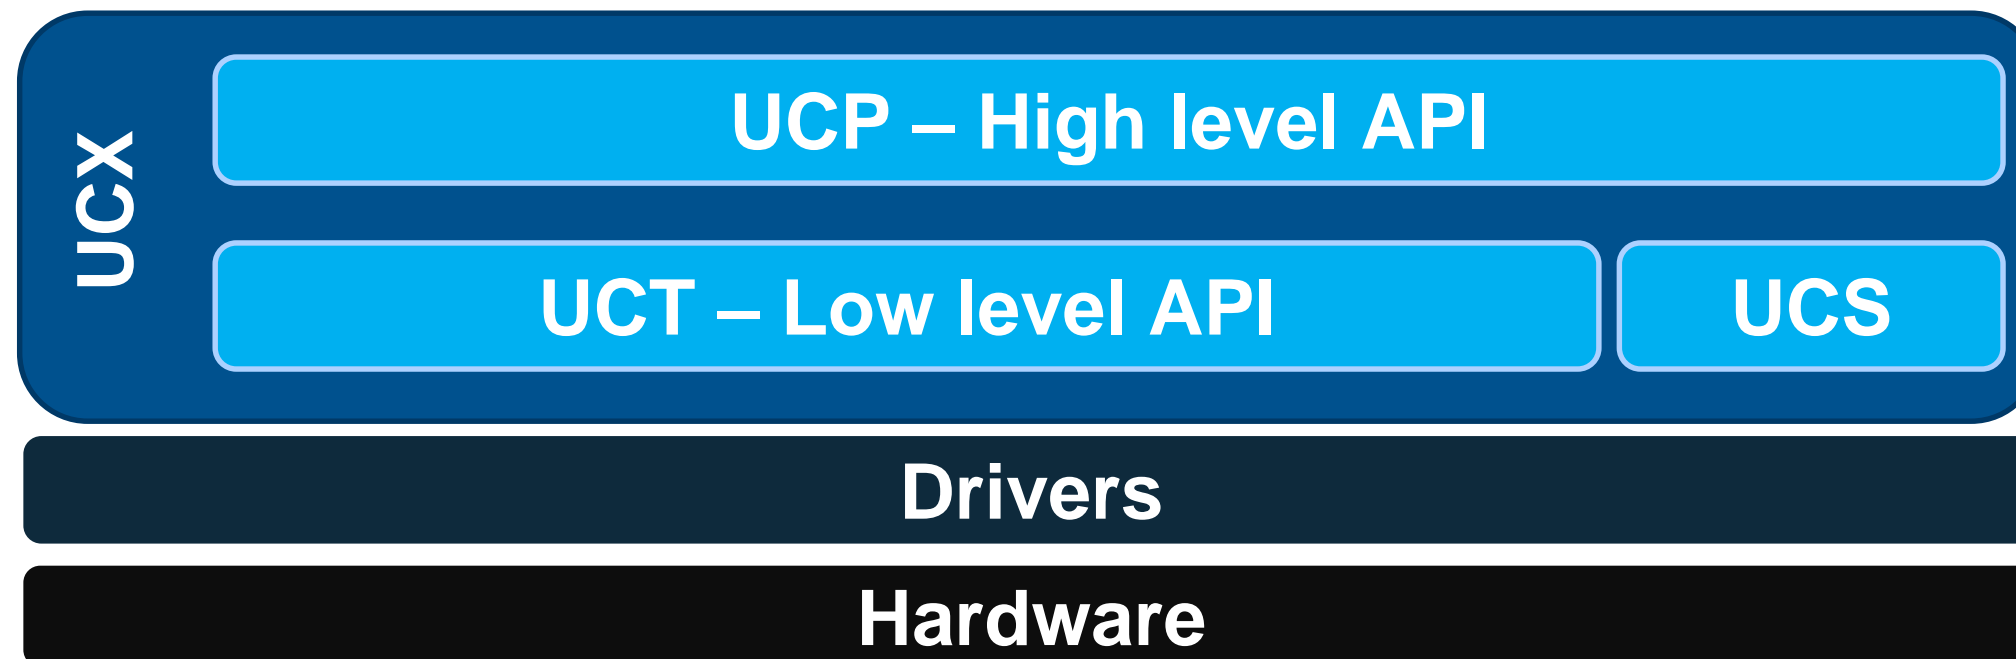 UCX
UCP – High level API
UCT – Low level API
UCS
Drivers
Hardware